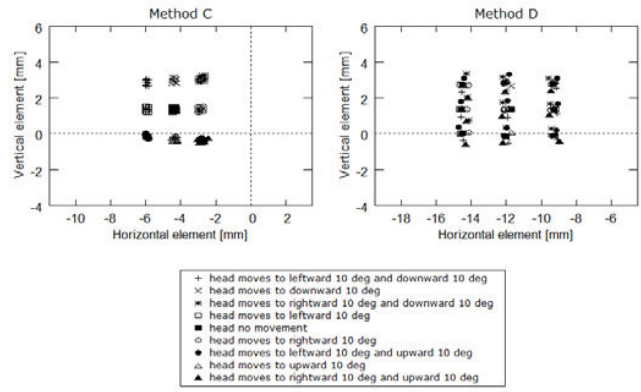 Method C
Method D
6
4
2
0
-2
-4
Vertical element [mm]
-10
-8
-6
-4
-2
0
2
Horizontal element [mm]
6
4
2
0
-2
-4
Vertical element [mm]
-18
-16
-14
-12
-10
-8
-6
Horizontal element [mm]
head moves to leftward 10 deg and downward 10 deg
head moves to downward 10 deg
head moves to rightward 10 deg and downward 10 deg
head moves to leftward 10 deg
head no movement
head moves to rightward 10 deg
head moves to leftward 10 deg and upward 10 deg
head moves to upward 10 deg
head moves to rightward 10 deg and upward 10 deg